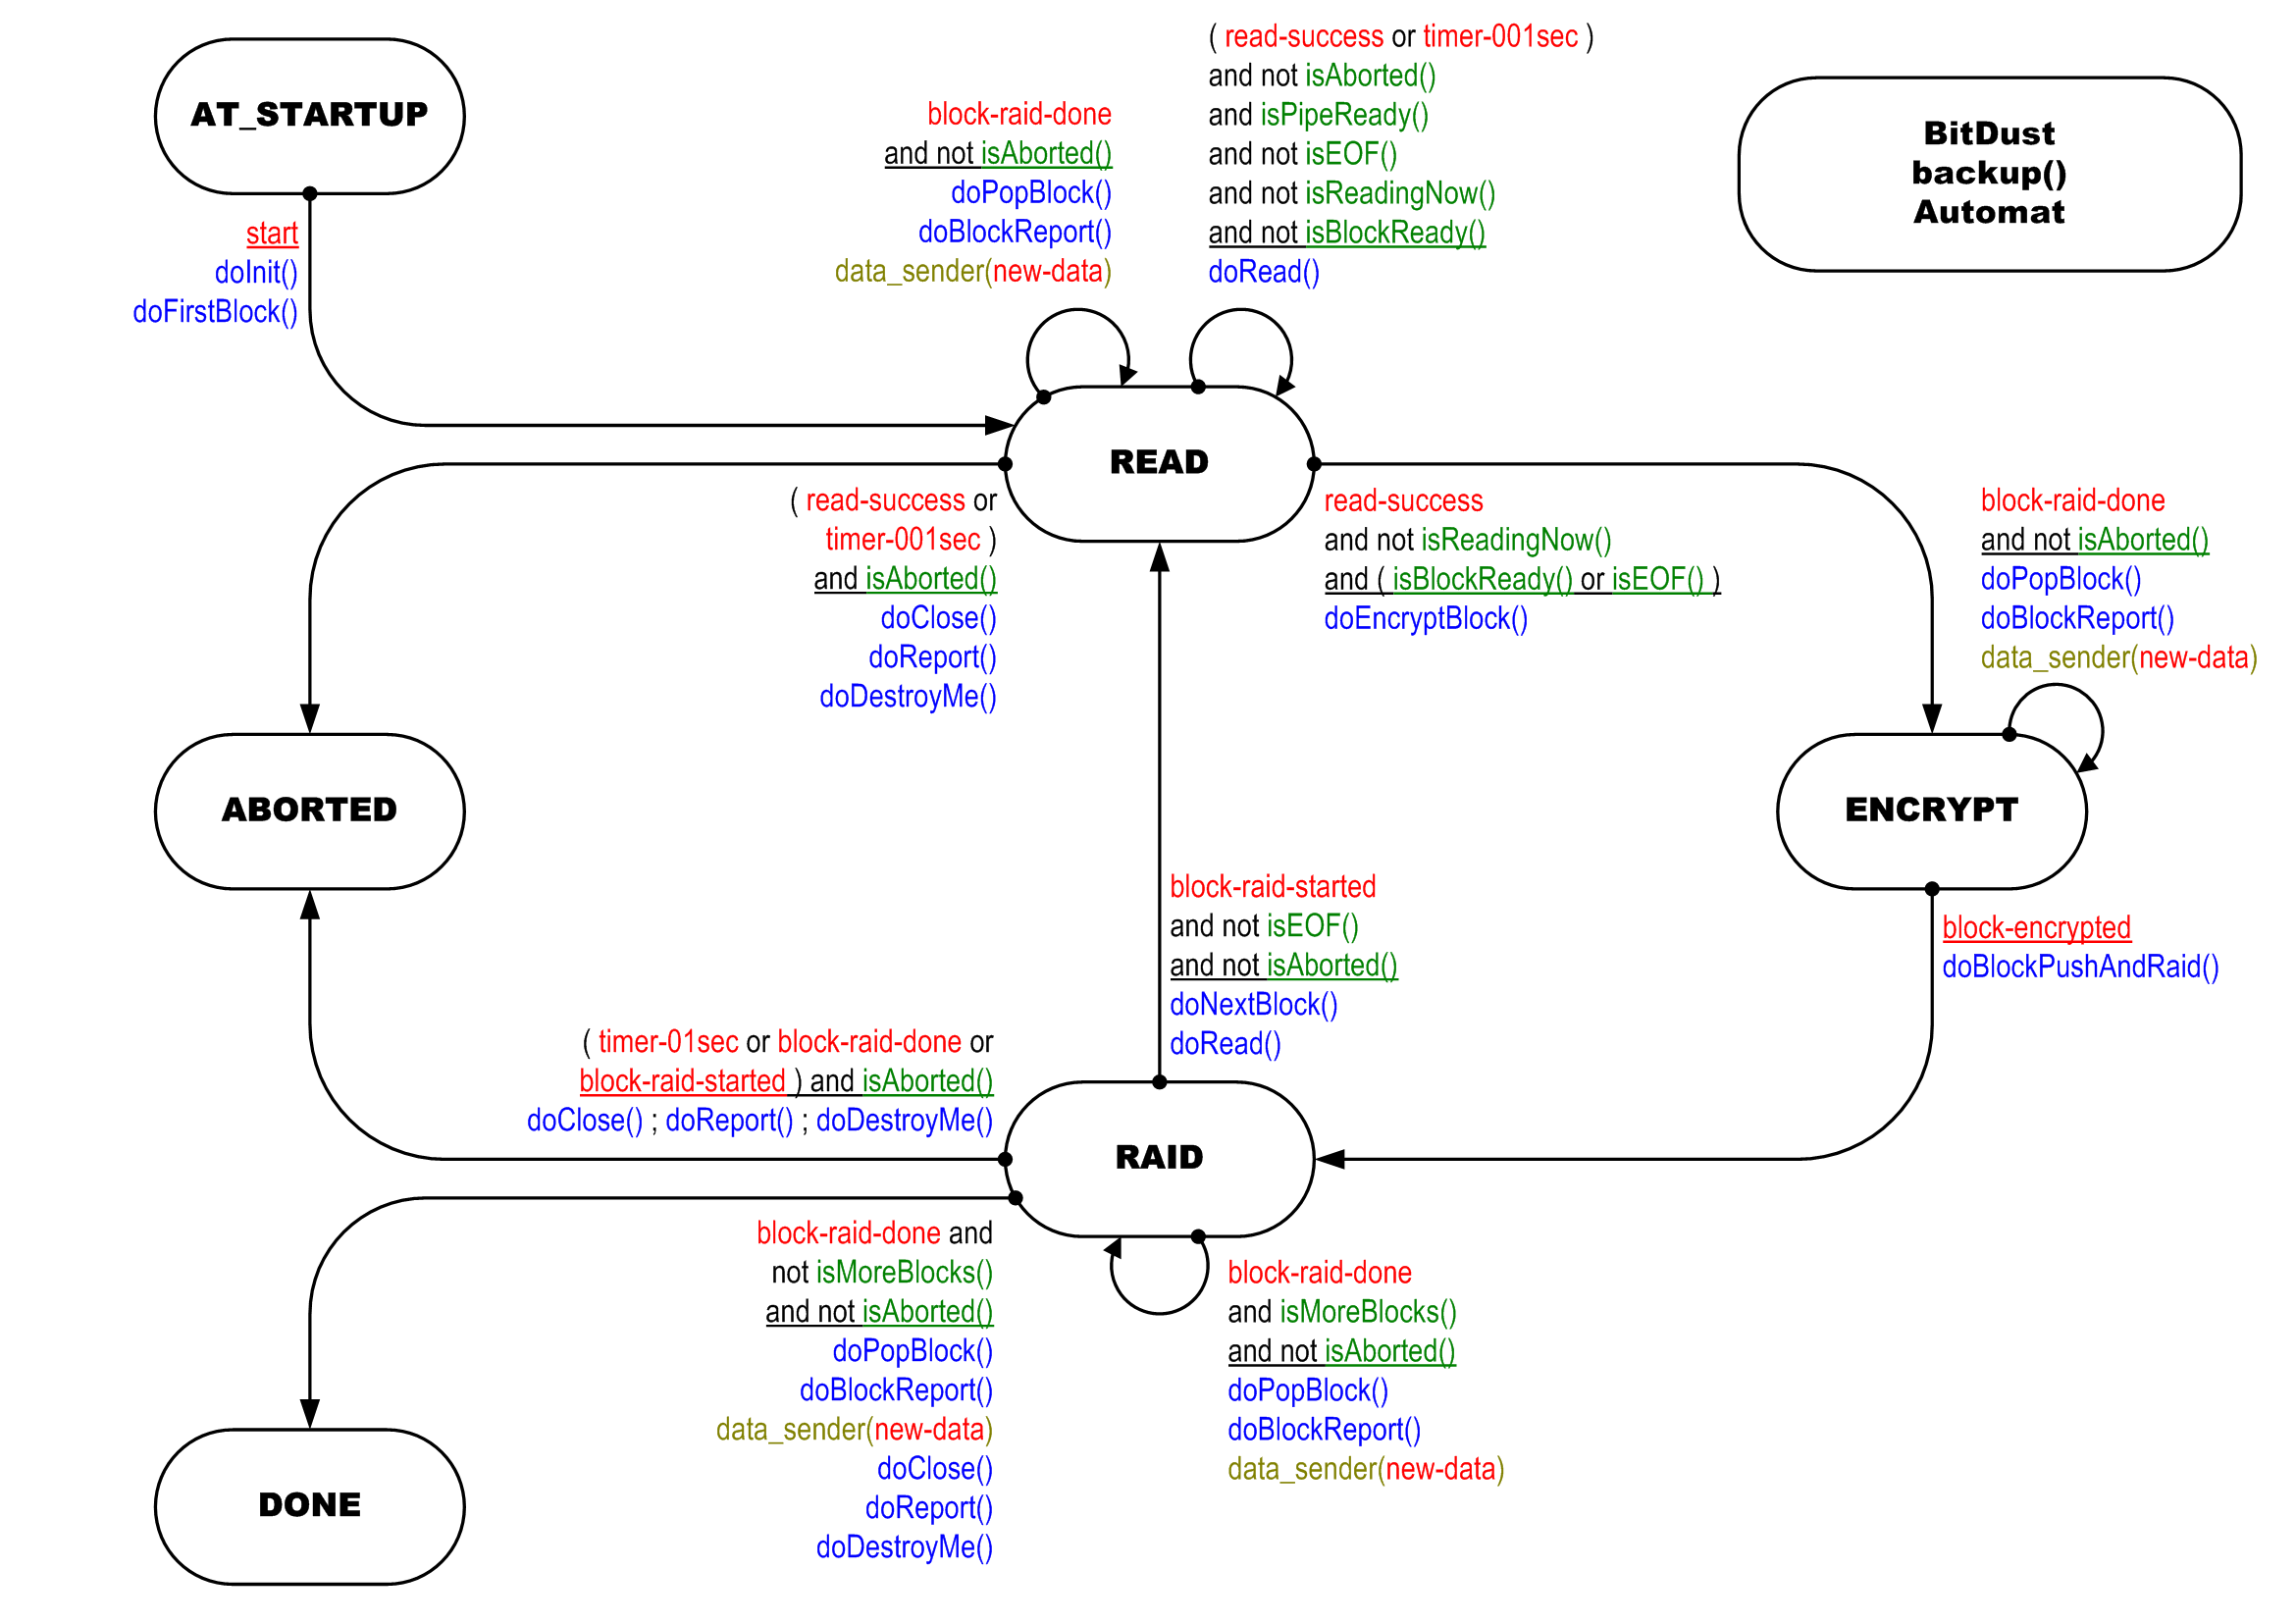 AT_STARTUP
start
doInit()
doFirstBlock()
block-raid-done
and not isAborted()
doPopBlock()
doBlockReport()
data_sender(new-data)
( read-success or timer-001sec )
and not isAborted()
and isPipeReady()
and not isEOF()
and not isReadingNow()
and not isBlockReady()
doRead()
BitDust
backup()
Automat
READ
( read-success or
timer-001sec )
and isAborted()
doClose()
doReport()
doDestroyMe()
read-success
and not isReadingNow()
and ( isBlockReady() or isEOF() )
doEncryptBlock()
block-raid-done
and not isAborted()
doPopBlock()
doBlockReport()
data_sender(new-data)
ABORTED
ENCRYPT
block-raid-started
and not isEOF()
and not isAborted()
doNextBlock()
doRead()
block-encrypted
doBlockPushAndRaid()
( timer-01sec or block-raid-done or
block-raid-started ) and isAborted()
doClose() ; doReport() ; doDestroyMe()
RAID
block-raid-done and
not isMoreBlocks()
and not isAborted()
doPopBlock()
doBlockReport()
data_sender(new-data)
doClose()
doReport()
doDestroyMe()
block-raid-done
and isMoreBlocks()
and not isAborted()
doPopBlock()
doBlockReport()
data_sender(new-data)
DONE